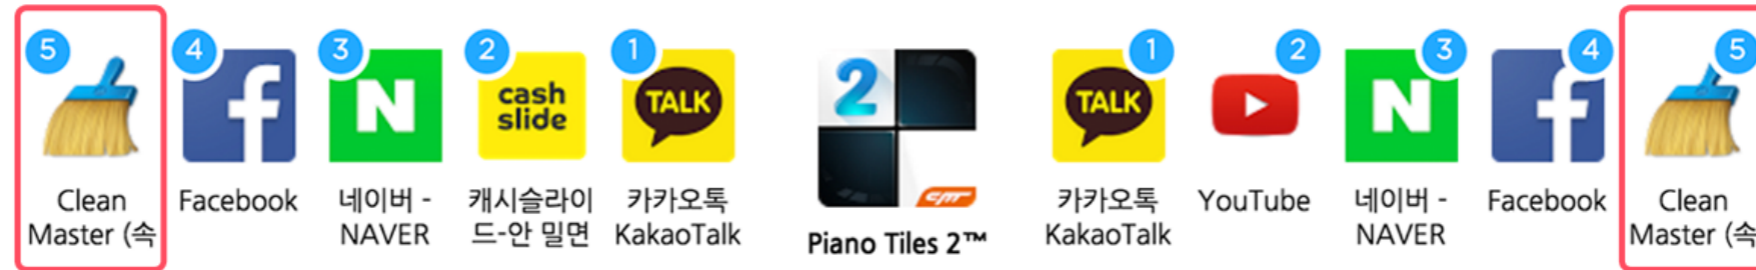 5
4
3
2
1
1
2
3
4
5
N
cash
slide
TALK
2
TALK
N
Clean
Master (속
Facebook
네이버 -
NAVER
캐시슬라이
드-안 밀면
카카오톡
KakaoTalk
Piano Tiles 2™
카카오톡
KakaoTalk
YouTube
네이버 -
NAVER
Facebook
Clean
Master (속